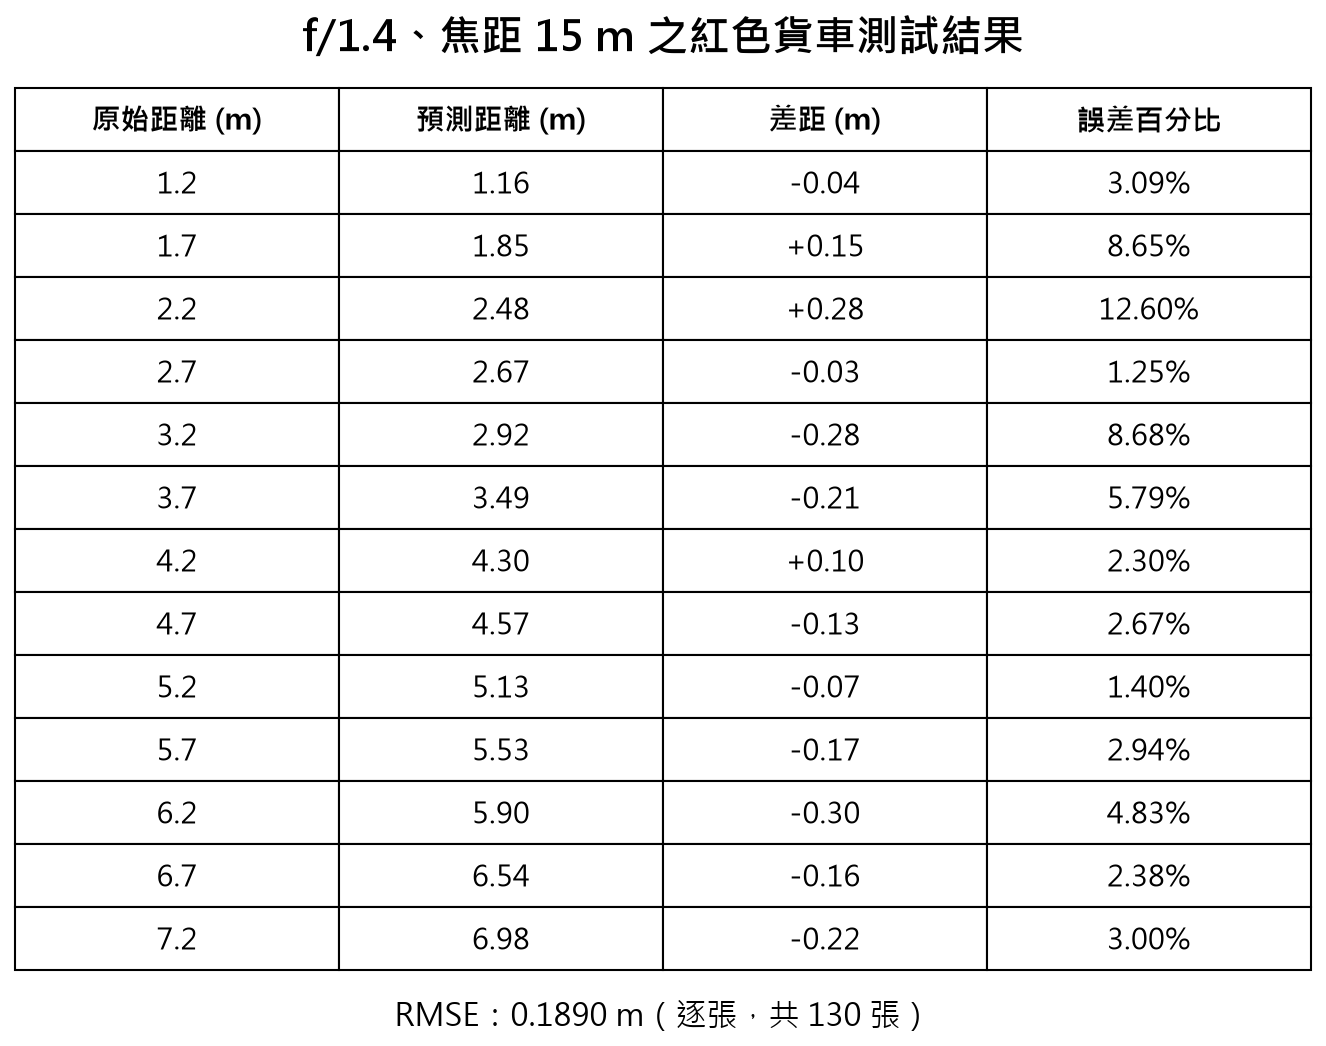 f/1.4、焦距 15 m 之紅色貨車測試結果
原始距離 (m) 預測距離 (m) 差距 (m) 誤差百分比
1.2 1.16 -0.04 3.09%
1.7 1.85 +0.15 8.65%
2.2 2.48 +0.28 12.60%
2.7 2.67 -0.03 1.25%
3.2 2.92 -0.28 8.68%
3.7 3.49 -0.21 5.79%
4.2 4.30 +0.10 2.30%
4.7 4.57 -0.13 2.67%
5.2 5.13 -0.07 1.40%
5.7 5.53 -0.17 2.94%
6.2 5.90 -0.30 4.83%
6.7 6.54 -0.16 2.38%
7.2 6.98 -0.22 3.00%
RMSE：0.1890 m（逐張，共 130 張）